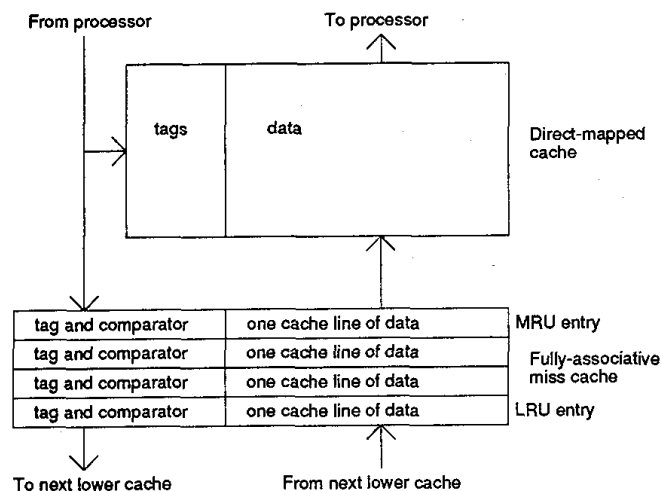 From processor
To processor
tags
data
Direct-mapped
cache
tag and comparator
one cache line of data
MRU entry
tag and comparator
one cache line of data
Fully-associative
miss cache
tag and comparator
one cache line of data
tag and comparator
one cache line of data
LRU entry
To next lower cache
From next lower cache